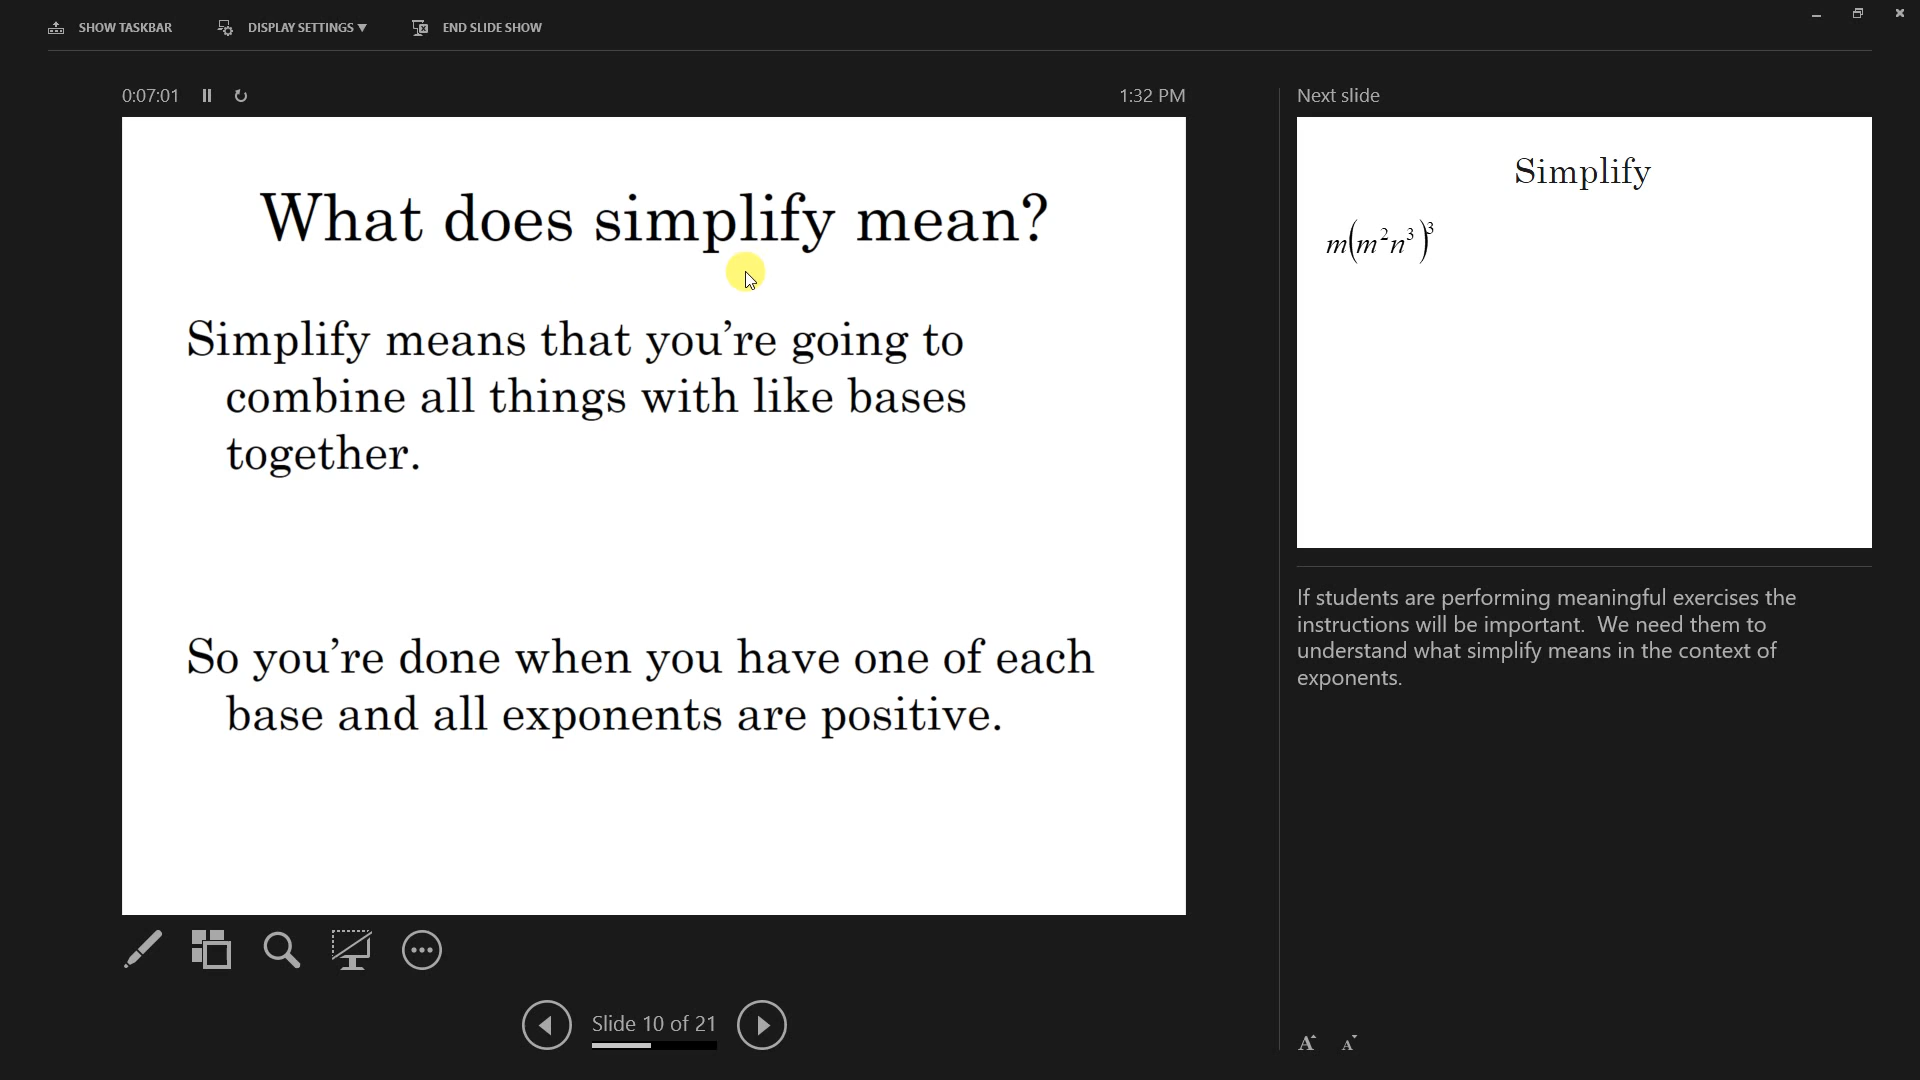 SHOW TASKBAR
DISPLAY SETTINGS ▼
END SLIDE SHOW
0:07:01
1:32 PM
What does simplify mean?
Simplify means that you’re going to
combine all things with like bases
together.
So you’re done when you have one of each
base and all exponents are positive.
Slide 10 of 21
Next slide
Simplify
m(m²n³)³
If students are performing meaningful exercises the
instructions will be important.  We need them to
understand what simplify means in the context of
exponents.
A A